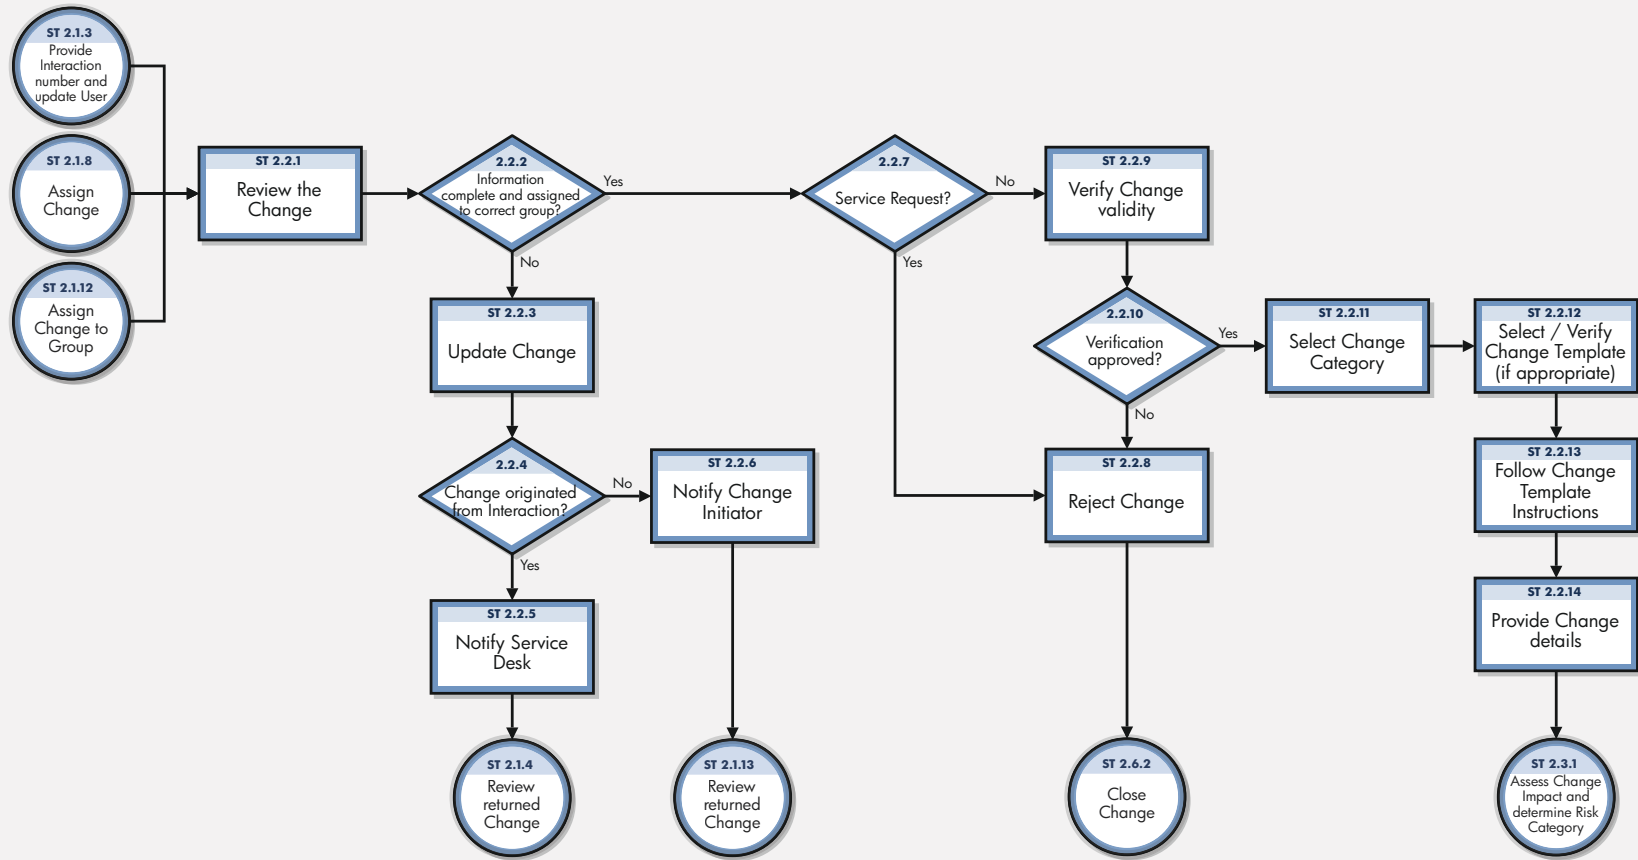 ST 2.1.3
Provide
Interaction
number and
update User
ST 2.1.8
Assign
Change
ST 2.1.12
Assign
Change to
Group
ST 2.2.1
Review the
Change
2.2.2
Information
complete and assigned
to correct group?
Yes
No
ST 2.2.3
Update Change
2.2.4
Change originated
from Interaction?
No
Yes
ST 2.2.6
Notify Change
Initiator
ST 2.2.5
Notify Service
Desk
ST 2.1.4
Review
returned
Change
ST 2.1.13
Review
returned
Change
2.2.7
Service Request?
No
Yes
ST 2.2.9
Verify Change
validity
2.2.10
Verification
approved?
Yes
No
ST 2.2.8
Reject Change
ST 2.6.2
Close
Change
ST 2.2.11
Select Change
Category
ST 2.2.12
Select / Verify
Change Template
(if appropriate)
ST 2.2.13
Follow Change
Template
Instructions
ST 2.2.14
Provide Change
details
ST 2.3.1
Assess Change
Impact and
determine Risk
Category